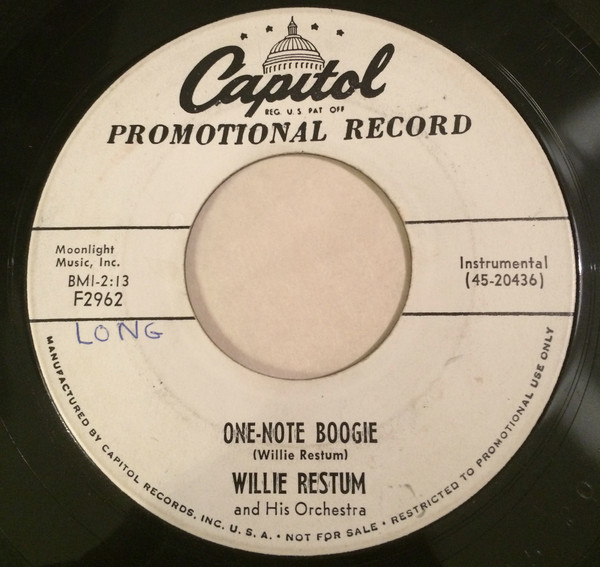 Capitol
REG. U.S. PAT. OFF
PROMOTIONAL RECORD
Moonlight
Music, Inc.
BMI-2:13
F2962
Instrumental
(45-20436)
LONG
ONE-NOTE BOOGIE
(Willie Restum)
WILLIE RESTUM
and His Orchestra
MANUFACTURED BY CAPITOL RECORDS, INC. U. S. A. • NOT FOR SALE • RESTRICTED TO PROMOTIONAL USE ONLY